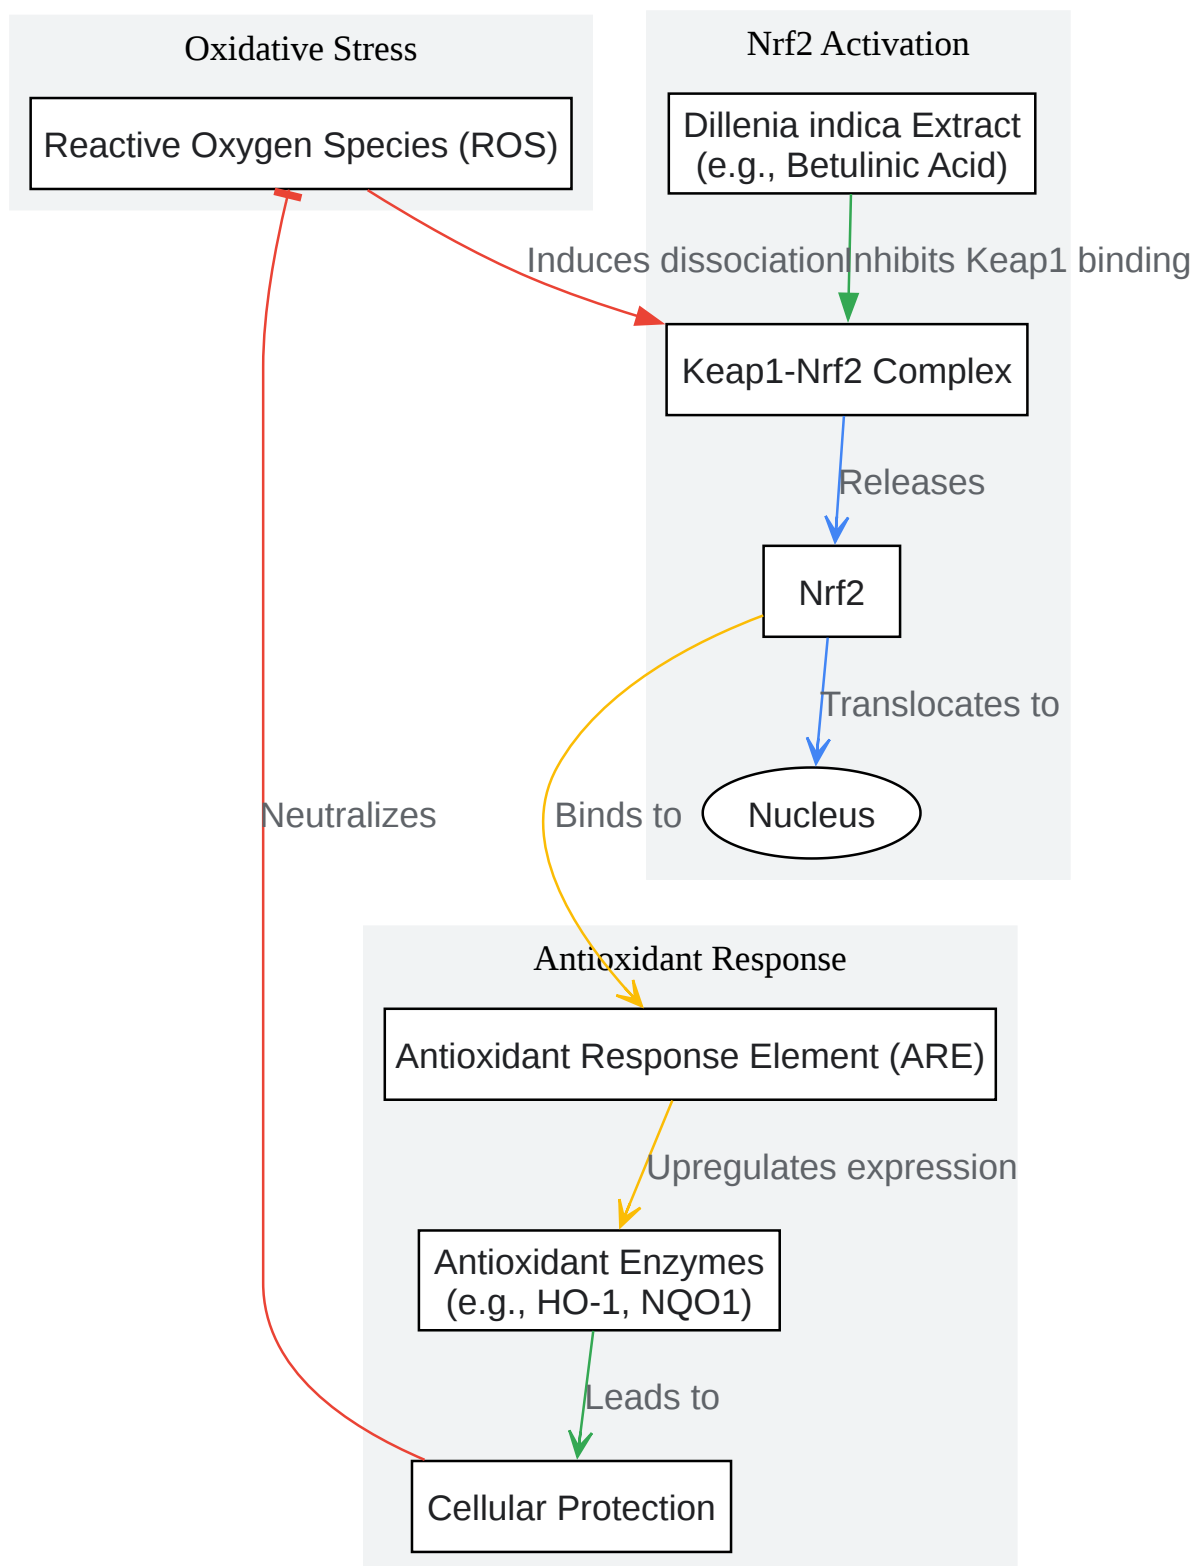 Oxidative Stress
Reactive Oxygen Species (ROS)
Nrf2 Activation
Dillenia indica Extract
(e.g., Betulinic Acid)
Induces dissociation
Inhibits Keap1 binding
Keap1-Nrf2 Complex
Releases
Nrf2
Translocates to
Neutralizes
Binds to
Nucleus
Antioxidant Response
Antioxidant Response Element (ARE)
Upregulates expression
Antioxidant Enzymes
(e.g., HO-1, NQO1)
Leads to
Cellular Protection